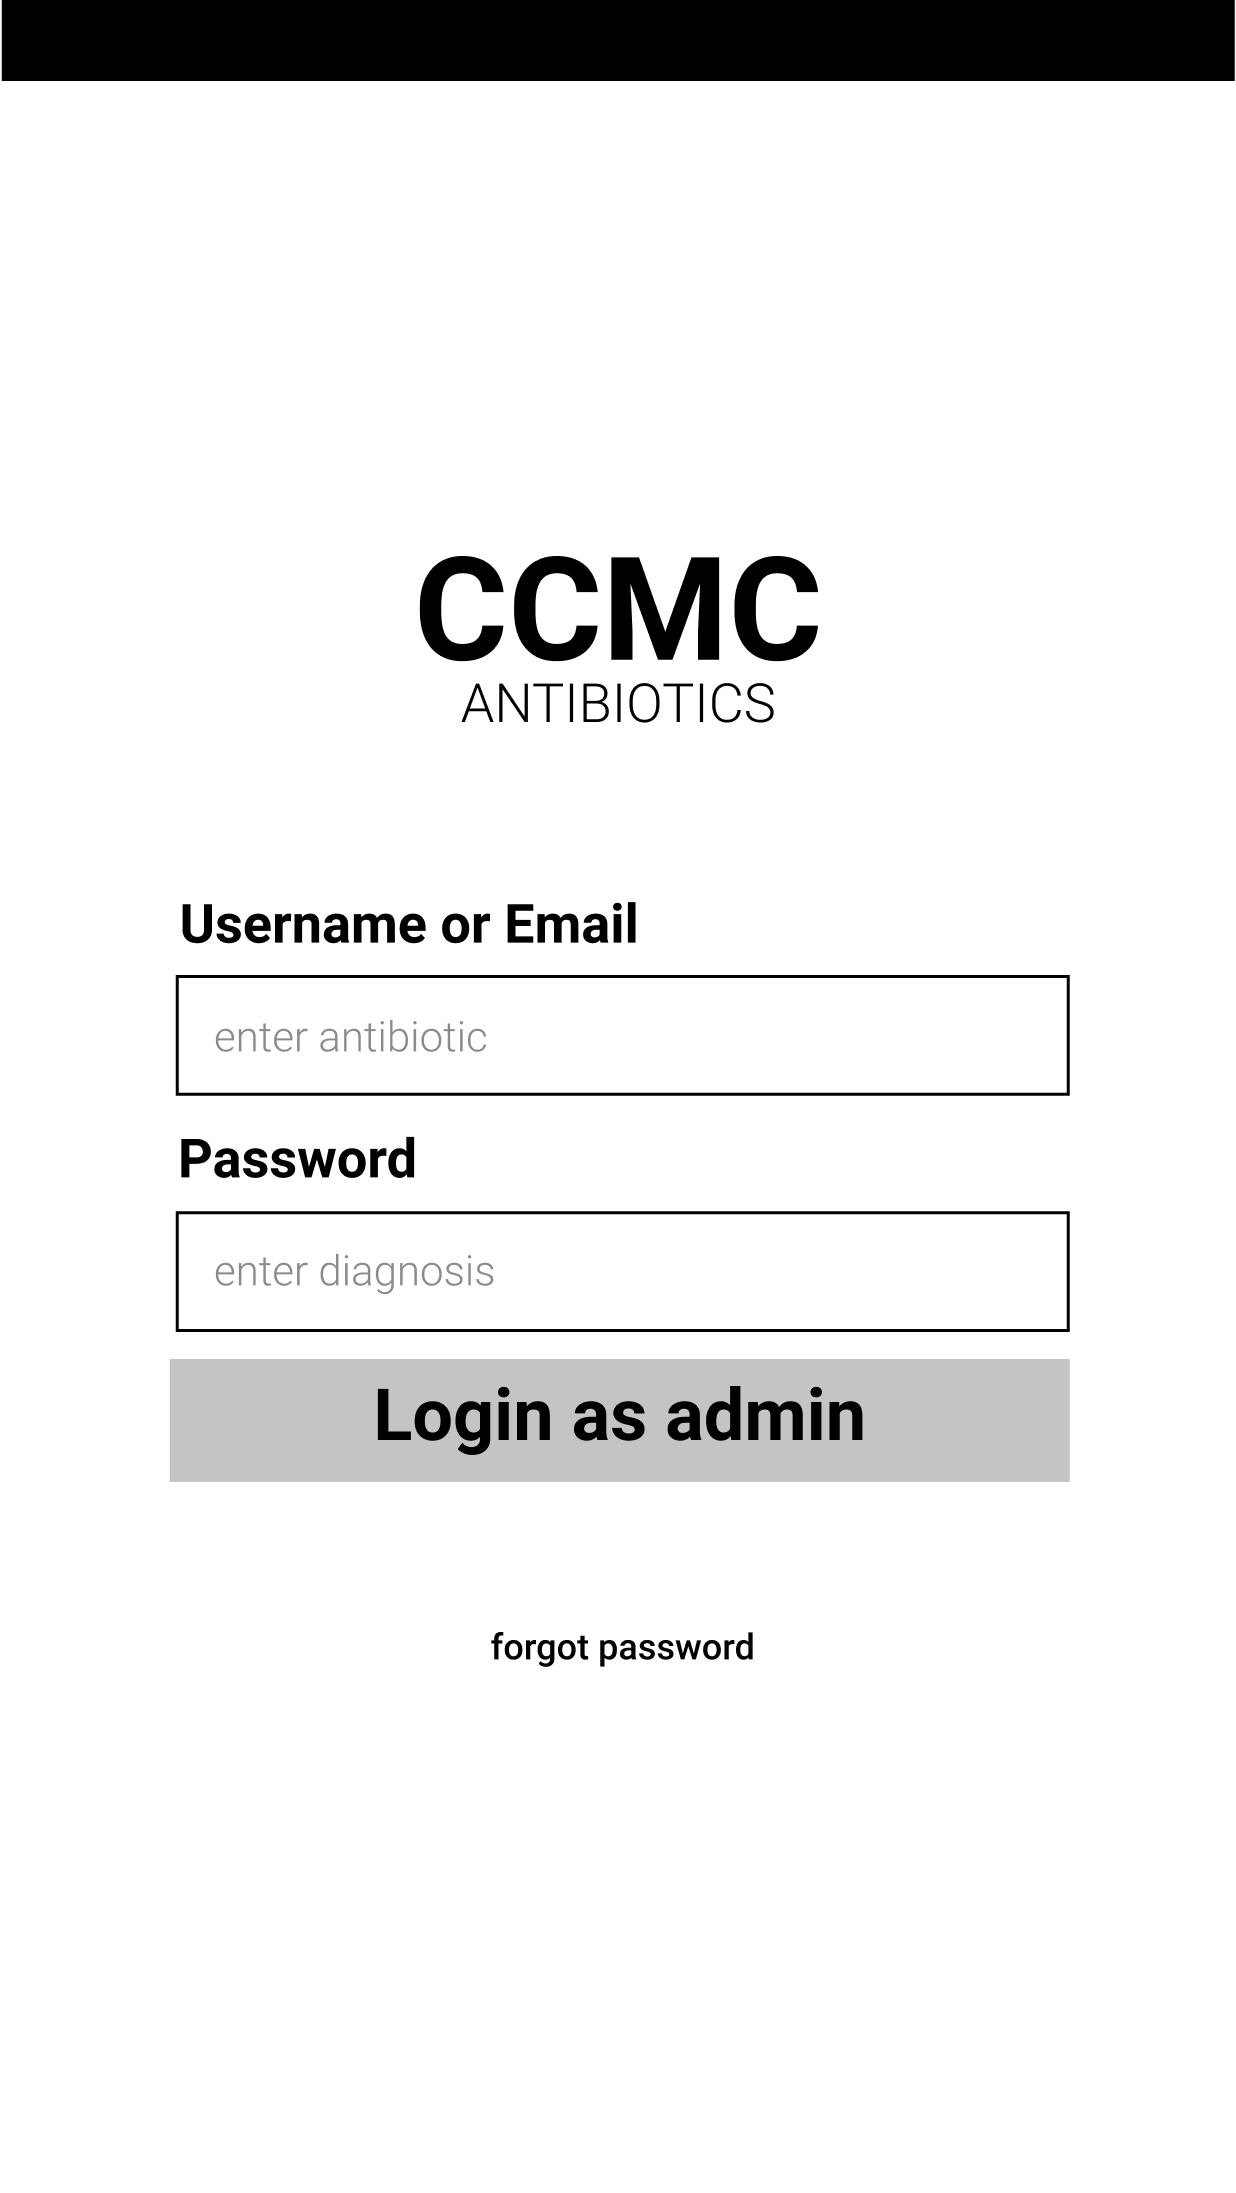 CCMC
ANTIBIOTICS
Username or Email
enter antibiotic
Password
enter diagnosis
Login as admin
forgot password